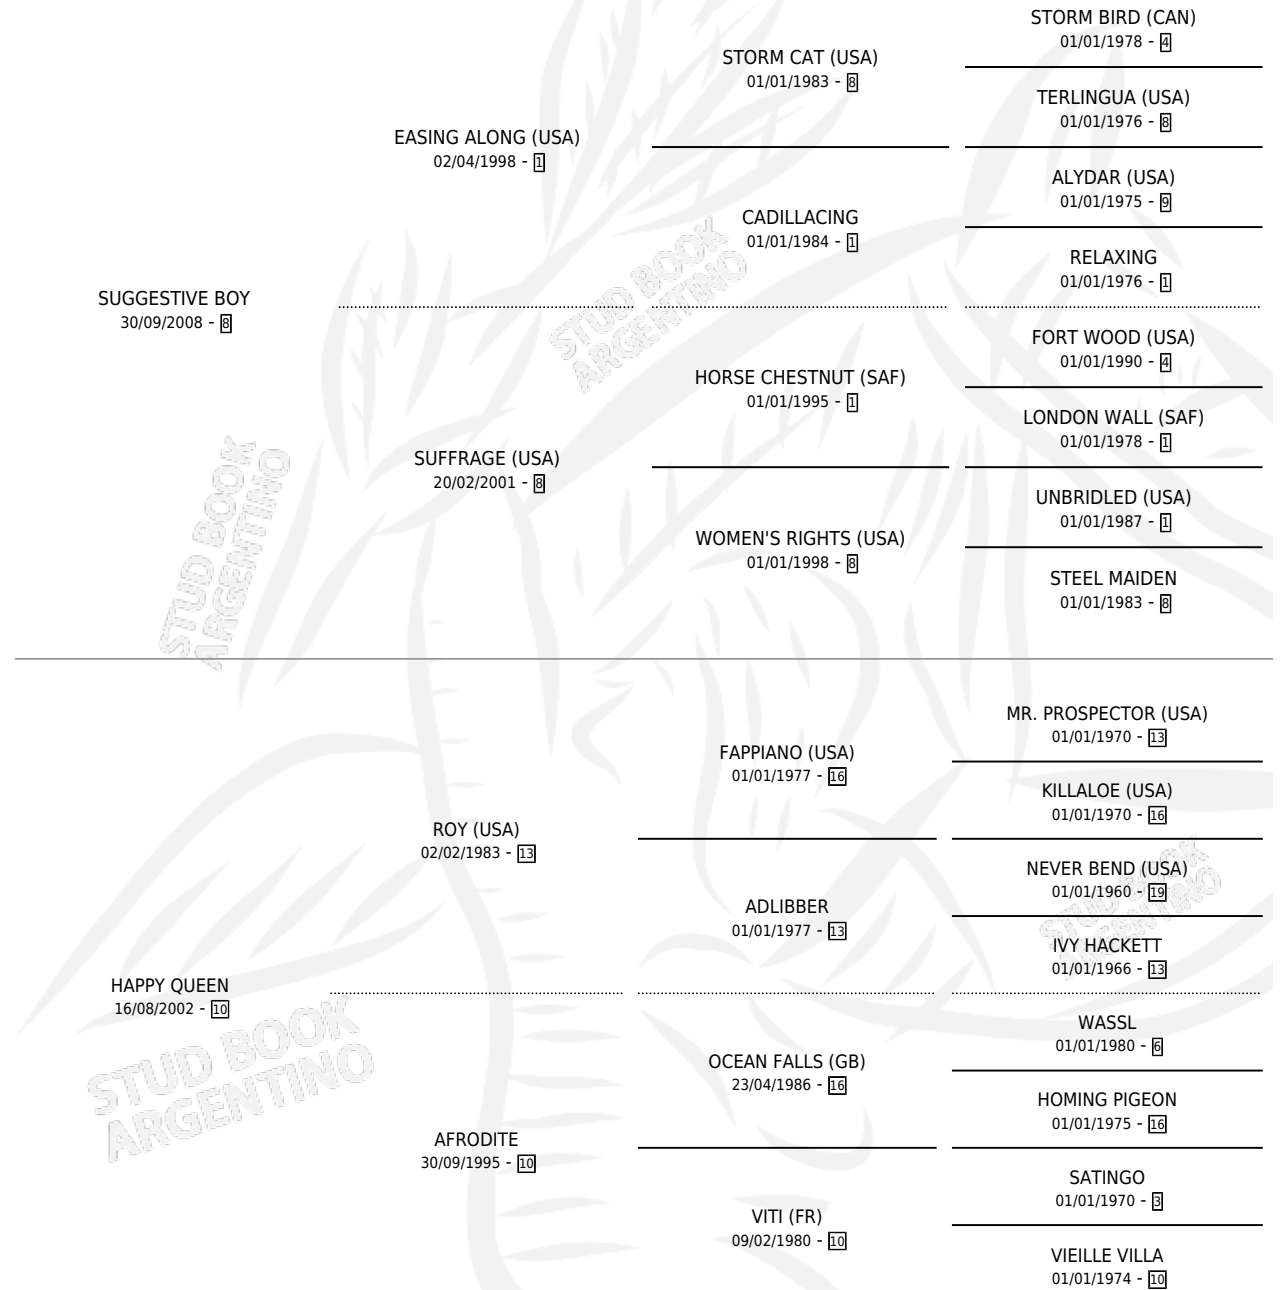 STORM BIRD (CAN)
01/01/1978 - 4
STORM CAT (USA)
01/01/1983 - 8
TERLINGUA (USA)
01/01/1976 - 8
EASING ALONG (USA)
02/04/1998 - 1
ALYDAR (USA)
01/01/1975 - 9
CADILLACING
01/01/1984 - 1
RELAXING
01/01/1976 - 1
SUGGESTIVE BOY
30/09/2008 - 8
STUD BOOK
ARGENTINO
FORT WOOD (USA)
01/01/1990 - 4
HORSE CHESTNUT (SAF)
01/01/1995 - 1
LONDON WALL (SAF)
01/01/1978 - 1
SUFFRAGE (USA)
20/02/2001 - 8
UNBRIDLED (USA)
01/01/1987 - 1
WOMEN'S RIGHTS (USA)
01/01/1998 - 8
STEEL MAIDEN
01/01/1983 - 8
STUD BOOK
ARGENTINO
MR. PROSPECTOR (USA)
01/01/1970 - 13
FAPPIANO (USA)
01/01/1977 - 16
KILLALOE (USA)
01/01/1970 - 16
ROY (USA)
02/02/1983 - 13
NEVER BEND (USA)
01/01/1960 - 19
ADLIBBER
01/01/1977 - 13
STUD BOOK
ARGENTINO
IVY HACKETT
01/01/1966 - 13
HAPPY QUEEN
16/08/2002 - 10
WASSL
01/01/1980 - 6
OCEAN FALLS (GB)
23/04/1986 - 16
HOMING PIGEON
01/01/1975 - 16
STUD BOOK
ARGENTINO
AFRODITE
30/09/1995 - 10
SATINGO
01/01/1970 - 3
VITI (FR)
09/02/1980 - 10
VIEILLE VILLA
01/01/1974 - 10